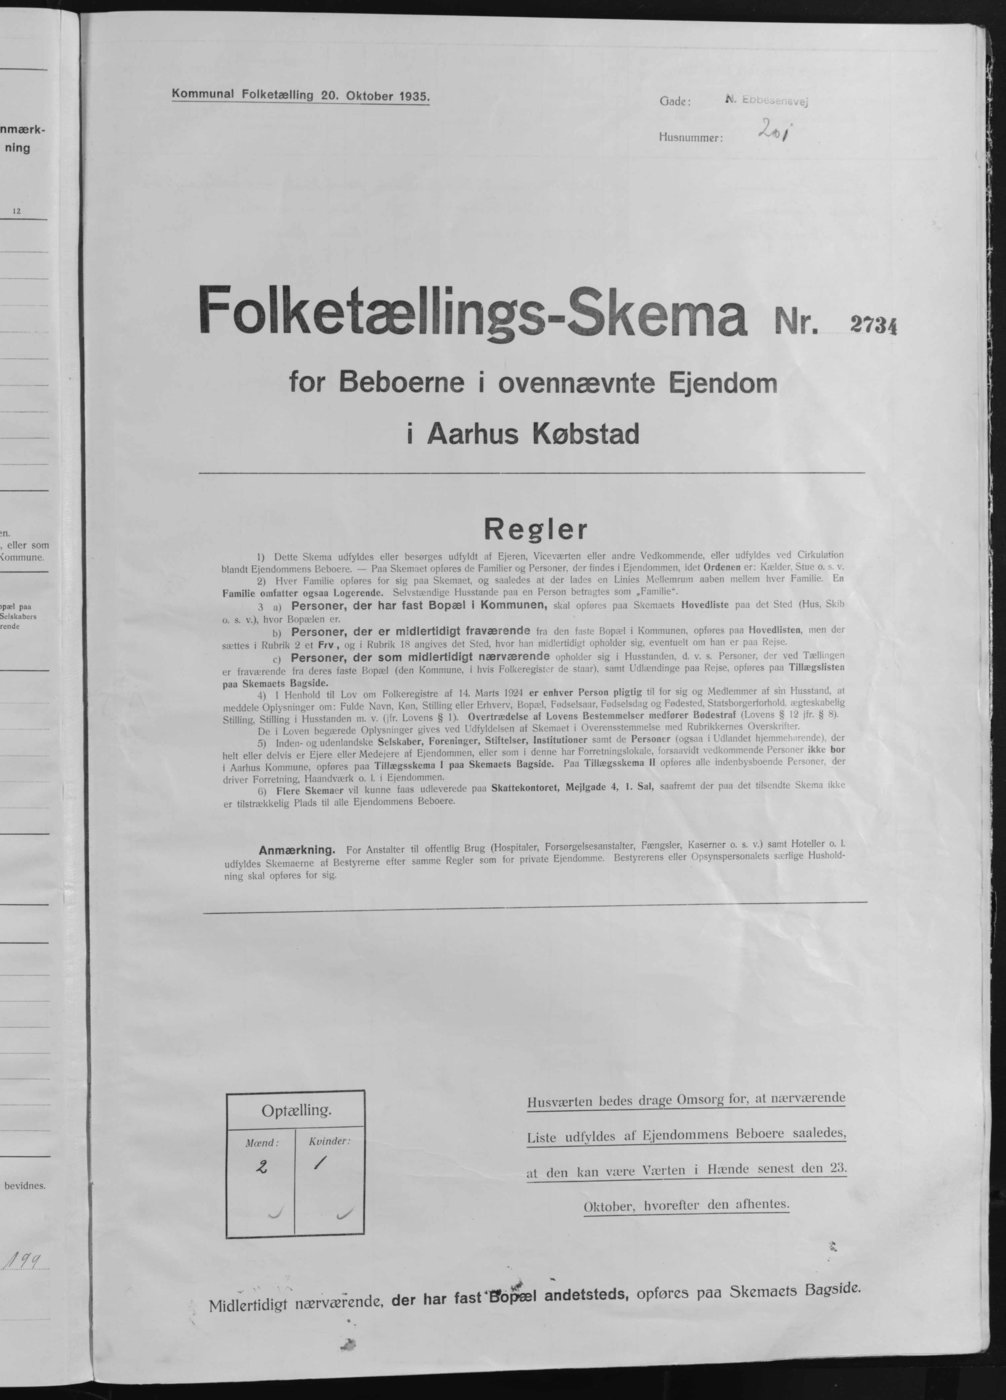 nmærk-
ning
12
en.
, eller som
Kommune.
opæl paa
Selskabers
rende
bevidnes.
199
Kommunal Folketælling 20. Oktober 1935.
Gade: N. Ebbesensvej
Husnummer:
Folketællings-Skema Nr. 2734
for Beboerne i ovennævnte Ejendom
i Aarhus Købstad
Regler
1) Dette Skema udfyldes eller besørges udfyldt af Ejeren, Viceværten eller andre Vedkommende, eller udfyldes ved Cirkulation
blandt Ejendommens Beboere. — Paa Skemaet opføres de Familier og Personer, der findes i Ejendommen, idet Ordenen er: Kælder, Stue o. s. v.
2) Hver Familie opføres for sig paa Skemaet, og saaledes at der lades en Linies Mellemrum aaben mellem hver Familie. En
Familie omfatter ogsaa Logerende. Selvstændige Husstande paa en Person betragtes som „Familie“.
3 a) Personer, der har fast Bopæl i Kommunen, skal opføres paa Skemaets Hovedliste paa det Sted (Hus, Skib
o. s. v.), hvor Bopælen er.
b) Personer, der er midlertidigt fraværende fra den faste Bopæl i Kommunen, opføres paa Hovedlisten, men der
sættes i Rubrik 2 et Frv., og i Rubrik 18 angives det Sted, hvor han midlertidigt opholder sig, eventuelt om han er paa Rejse.
c) Personer, der som midlertidigt nærværende opholder sig i Husstanden, d. v. s. Personer, der ved Tællingen
er fraværende fra deres faste Bopæl (den Kommune, i hvis Folkeregister de staar), samt Udlændinge paa Rejse, opføres paa Tillægslisten
paa Skemaets Bagside.
4) I Henhold til Lov om Folkeregistre af 14. Marts 1924 er enhver Person pligtig til for sig og Medlemmer af sin Husstand, at
meddele Oplysninger om: Fulde Navn, Køn, Stilling eller Erhverv, Bopæl, Fødselsaar, Fødselsdag og Fødested, Statsborgerforhold, ægteskabelig
Stilling, Stilling i Husstanden m. v. (jfr. Lovens § 1). Overtrædelse af Lovens Bestemmelser medfører Bødestraf (Lovens § 12 jfr. § 8).
De i Loven begærede Oplysninger gives ved Udfyldelsen af Skemaet i Overensstemmelse med Rubrikkernes Overskrifter.
5) Inden- og udenlandske Selskaber, Foreninger, Stiftelser, Institutioner samt de Personer (ogsaa i Udlandet hjemmehørende), der
helt eller delvis er Ejere eller Medejere af Ejendommen, eller som i denne har Forretningslokale, forsaavidt vedkommende Personer ikke bor
i Aarhus Kommune, opføres paa Tillægsskema I paa Skemaets Bagside. Paa Tillægsskema II opføres alle indenbysboende Personer, der
driver Forretning, Haandværk o. l. i Ejendommen.
6) Flere Skemaer vil kunne faas udleverede paa Skattekontoret, Mejlgade 4, 1. Sal, saafremt der paa det tilsendte Skema ikke
er tilstrækkelig Plads til alle Ejendommens Beboere.
Anmærkning. For Anstalter til offentlig Brug (Hospitaler, Forsørgelsesanstalter, Fængsler, Kaserner o. s. v.) samt Hoteller o. l.
udfyldes Skemaerne af Bestyrerne efter samme Regler som for private Ejendomme. Bestyrerens eller Opsynspersonalets særlige Hushold-
ning skal opføres for sig.
Optælling.
Mænd: Kvinder:
2 1
Husværten bedes drage Omsorg for, at nærværende
Liste udfyldes af Ejendommens Beboere saaledes,
at den kan være Værten i Hænde senest den 23.
Oktober, hvorefter den afhentes.
Midlertidigt nærværende, der har fast Bopæl andetsteds, opføres paa Skemaets Bagside.